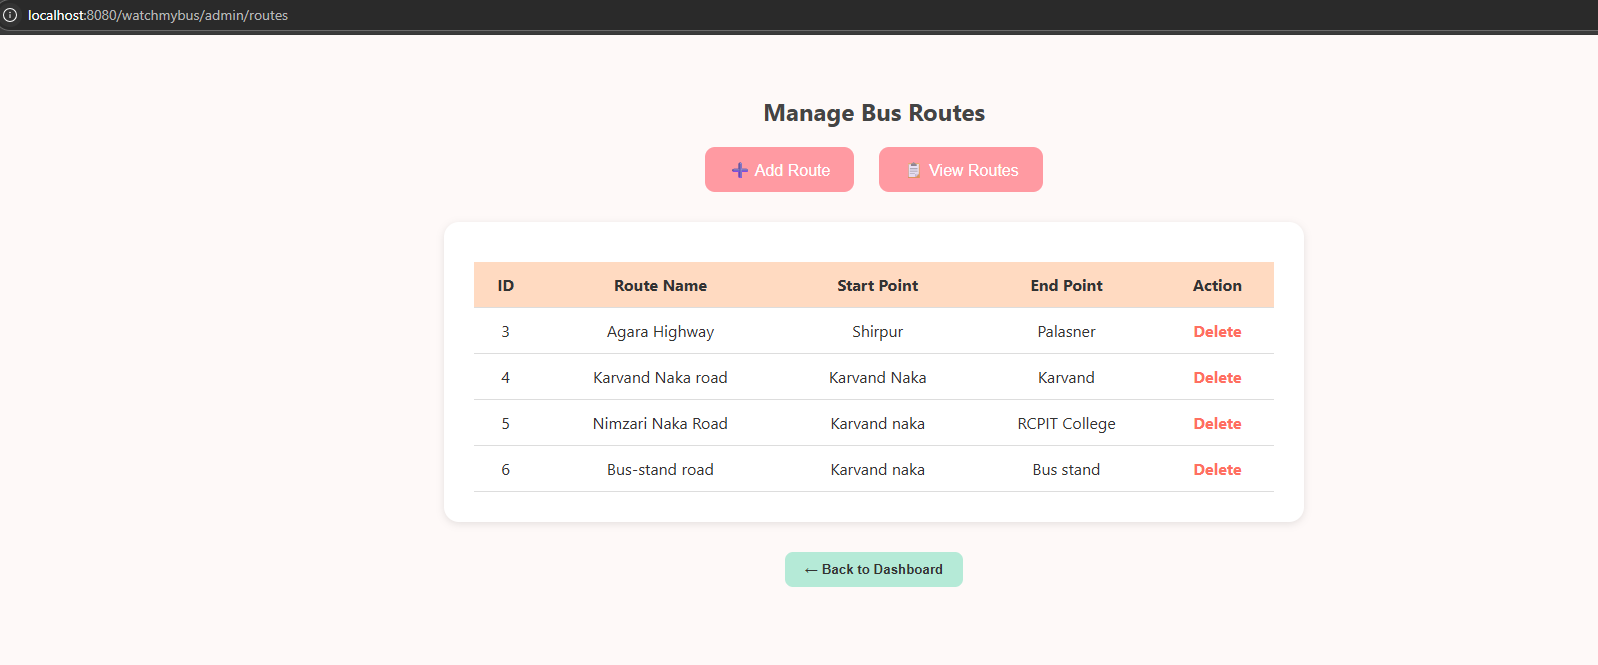 localhost:8080/watchmybus/admin/routes
Manage Bus Routes
Add Route View Routes
ID Route Name Start Point End Point Action
3 Agara Highway Shirpur Palasner Delete
4 Karvand Naka road Karvand Naka Karvand Delete
5 Nimzari Naka Road Karvand naka RCPIT College Delete
6 Bus-stand road Karvand naka Bus stand Delete
← Back to Dashboard